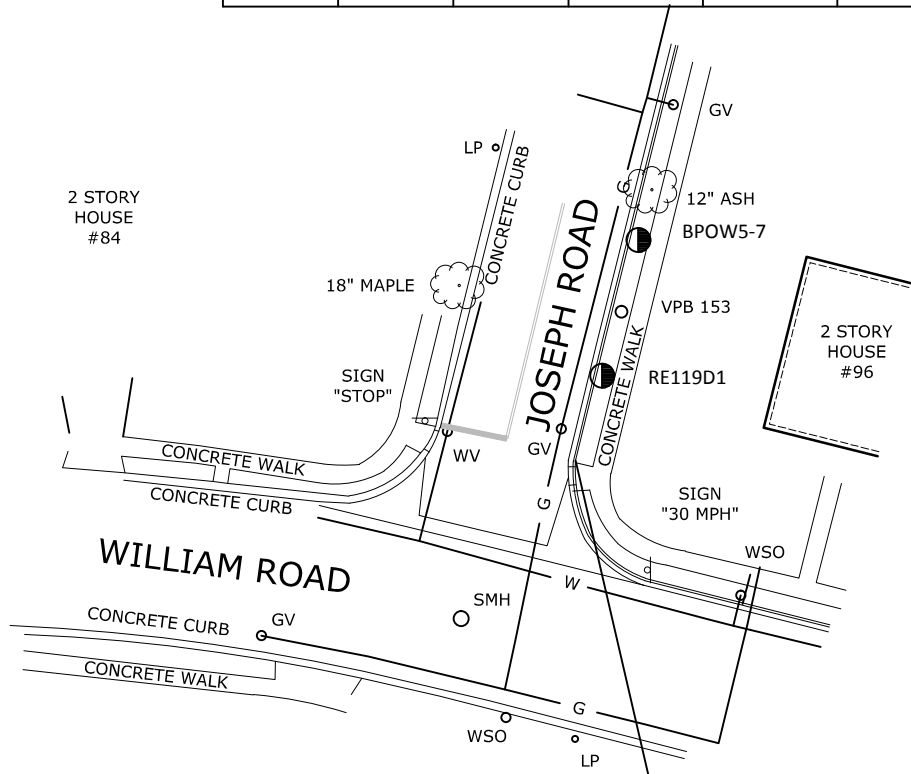 GV
LP
CONCRETE CURB
G
12" ASH
2 STORY
HOUSE
#84
BPOW5-7
JOSEPH ROAD
18" MAPLE
VPB 153
2 STORY
HOUSE
#96
CONCRETE WALK
RE119D1
SIGN
"STOP"
WV
GV
CONCRETE WALK
CONCRETE CURB
G
SIGN
"30 MPH"
WILLIAM ROAD
WSO
W
SMH
CONCRETE CURB
GV
CONCRETE WALK
G
WSO
LP